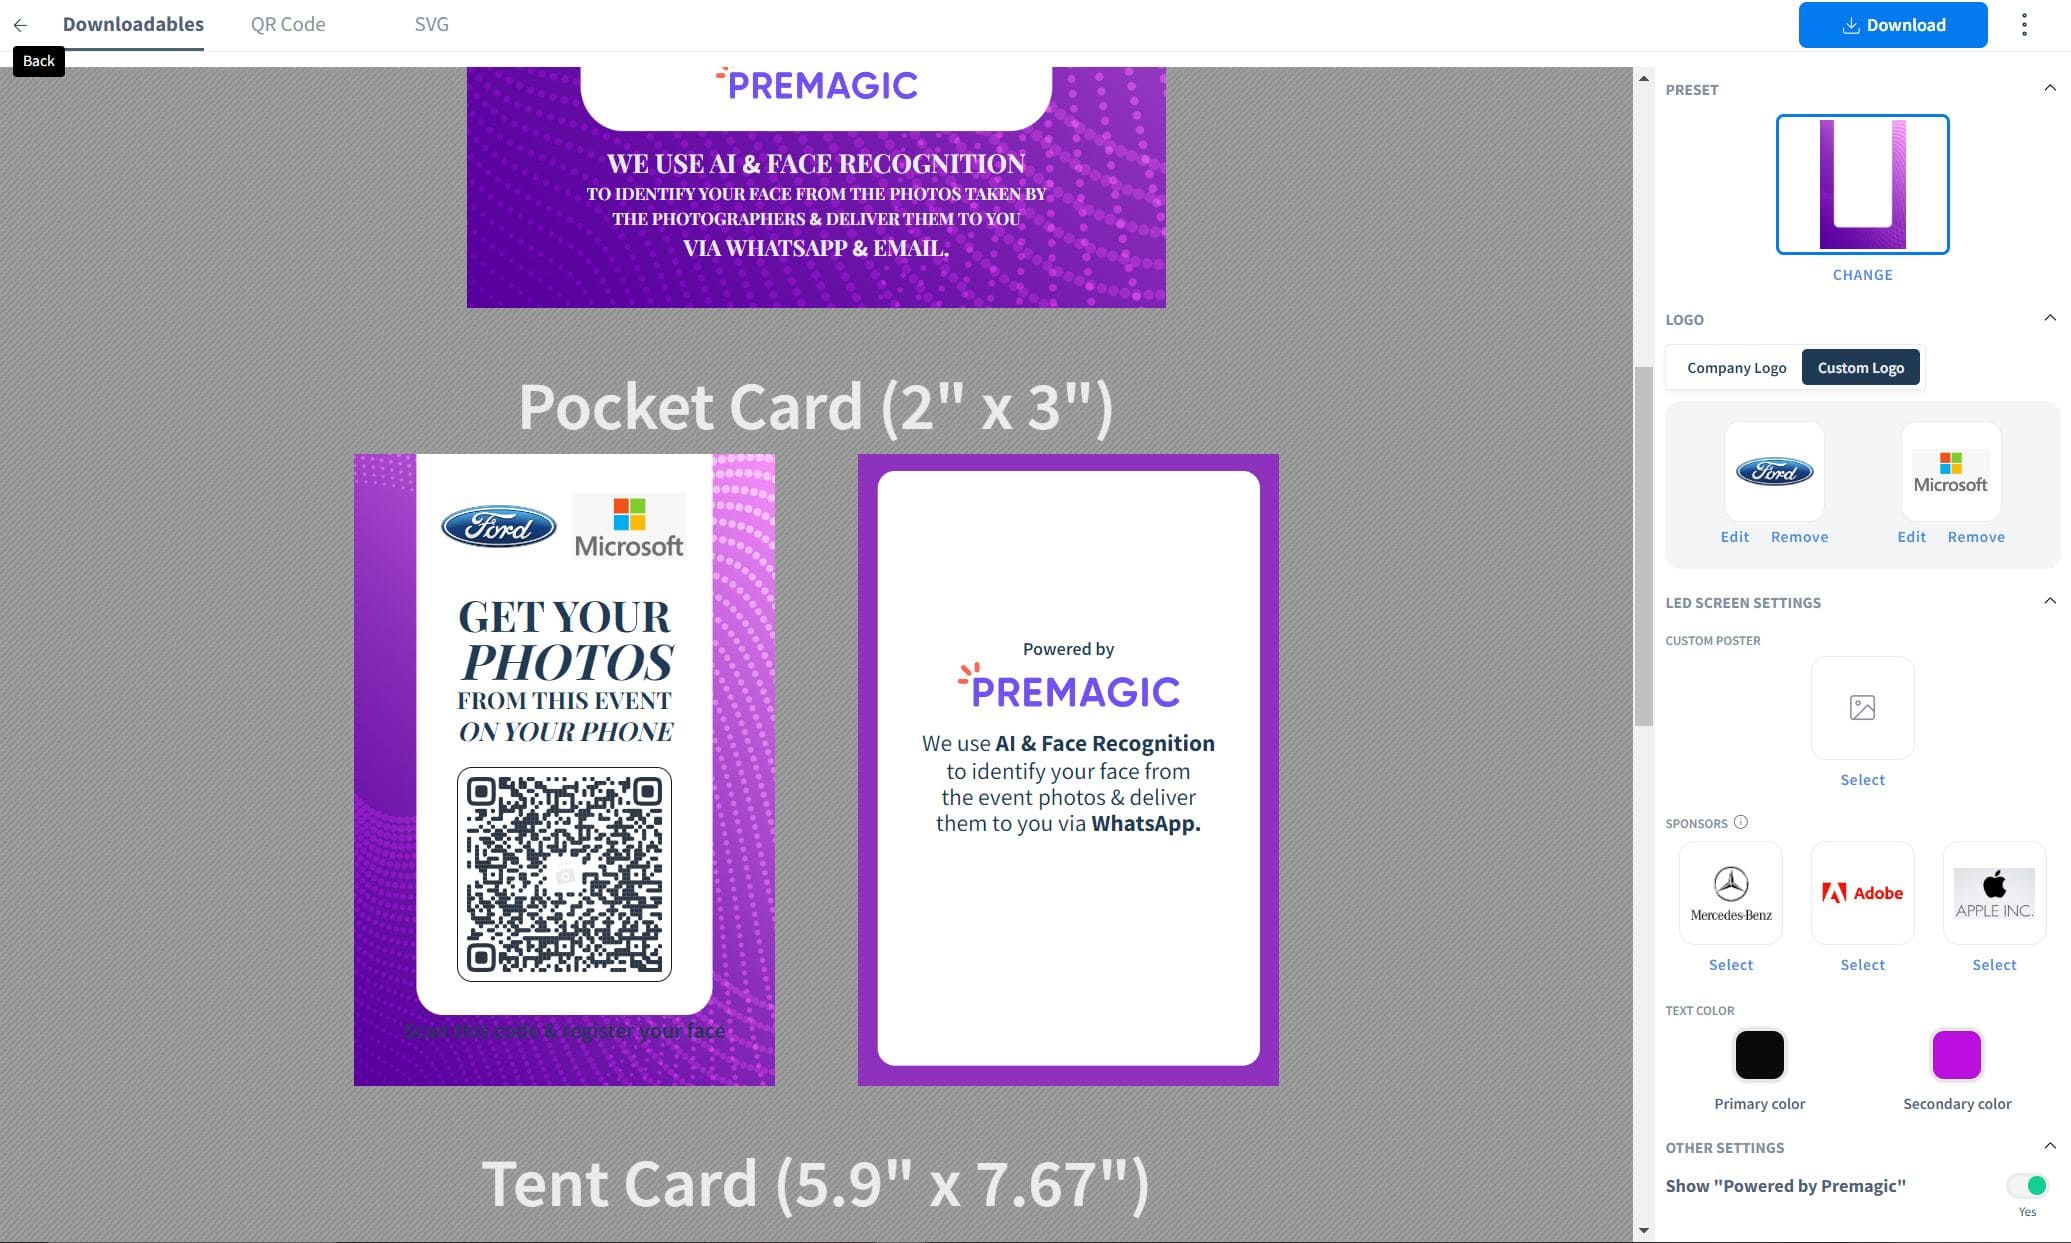 Downloadables
QR Code
SVG
Download
Back
PREMAGIC
WE USE AI & FACE RECOGNITION
TO IDENTIFY YOUR FACE FROM THE PHOTOS TAKEN BY
THE PHOTOGRAPHERS & DELIVER THEM TO YOU
VIA WHATSAPP & EMAIL.
Pocket Card (2" x 3")
Ford
Microsoft
GET YOUR
PHOTOS
FROM THIS EVENT
ON YOUR PHONE
Scan this code & register your face
Powered by
PREMAGIC
We use AI & Face Recognition
to identify your face from
the event photos & deliver
them to you via WhatsApp.
Tent Card (5.9" x 7.67")
PRESET
CHANGE
LOGO
Company Logo
Custom Logo
Ford
Microsoft
Edit Remove
Edit Remove
LED SCREEN SETTINGS
CUSTOM POSTER
Select
SPONSORS
Mercedes-Benz
Adobe
APPLE INC.
Select
Select
Select
TEXT COLOR
Primary color
Secondary color
OTHER SETTINGS
Show "Powered by Premagic"
Yes